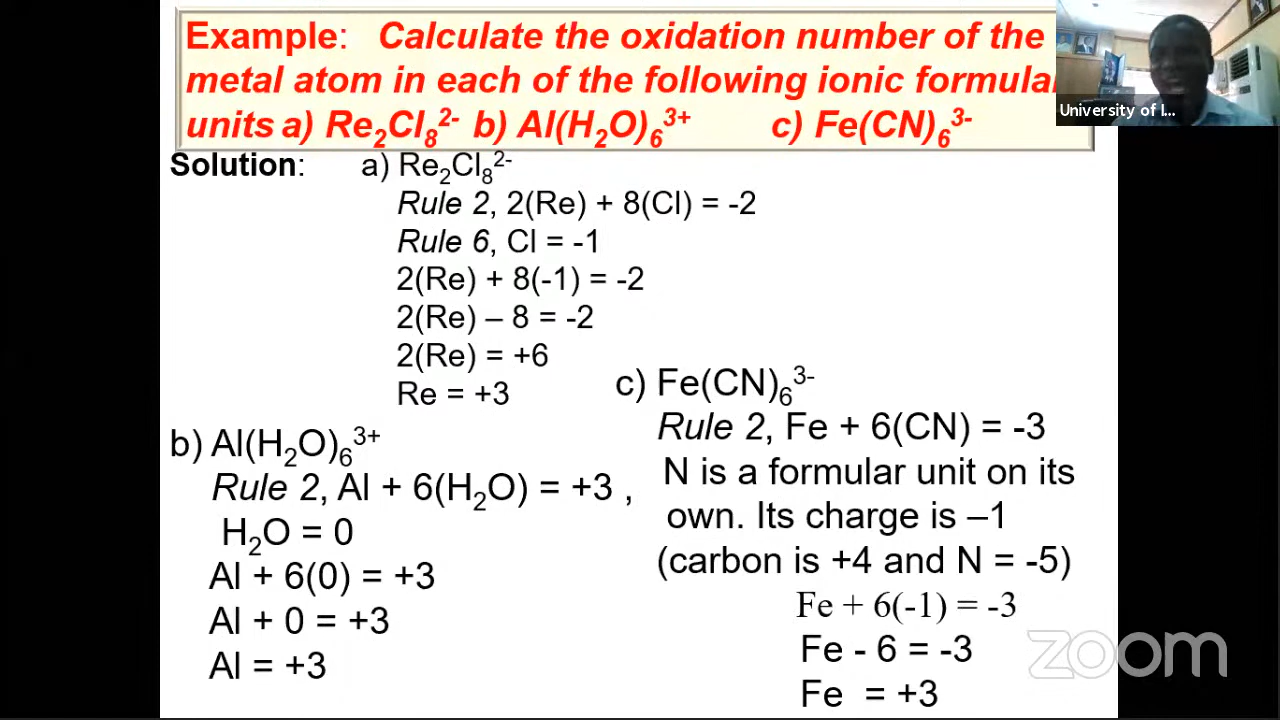 Example: Calculate the oxidation number of the
metal atom in each of the following ionic formular
units a) Re₂Cl₈²⁻ b) Al(H₂O)₆³⁺ c) Fe(CN)₆³⁻
University of I...
Solution: a) Re₂Cl₈²⁻
Rule 2, 2(Re) + 8(Cl) = -2
Rule 6, Cl = -1
2(Re) + 8(-1) = -2
2(Re) – 8 = -2
2(Re) = +6
Re = +3
b) Al(H₂O)₆³⁺
Rule 2, Al + 6(H₂O) = +3 ,
H₂O = 0
Al + 6(0) = +3
Al + 0 = +3
Al = +3
c) Fe(CN)₆³⁻
Rule 2, Fe + 6(CN) = -3
N is a formular unit on its
own. Its charge is –1
(carbon is +4 and N = -5)
Fe + 6(-1) = -3
Fe - 6 = -3
Fe = +3
zoom